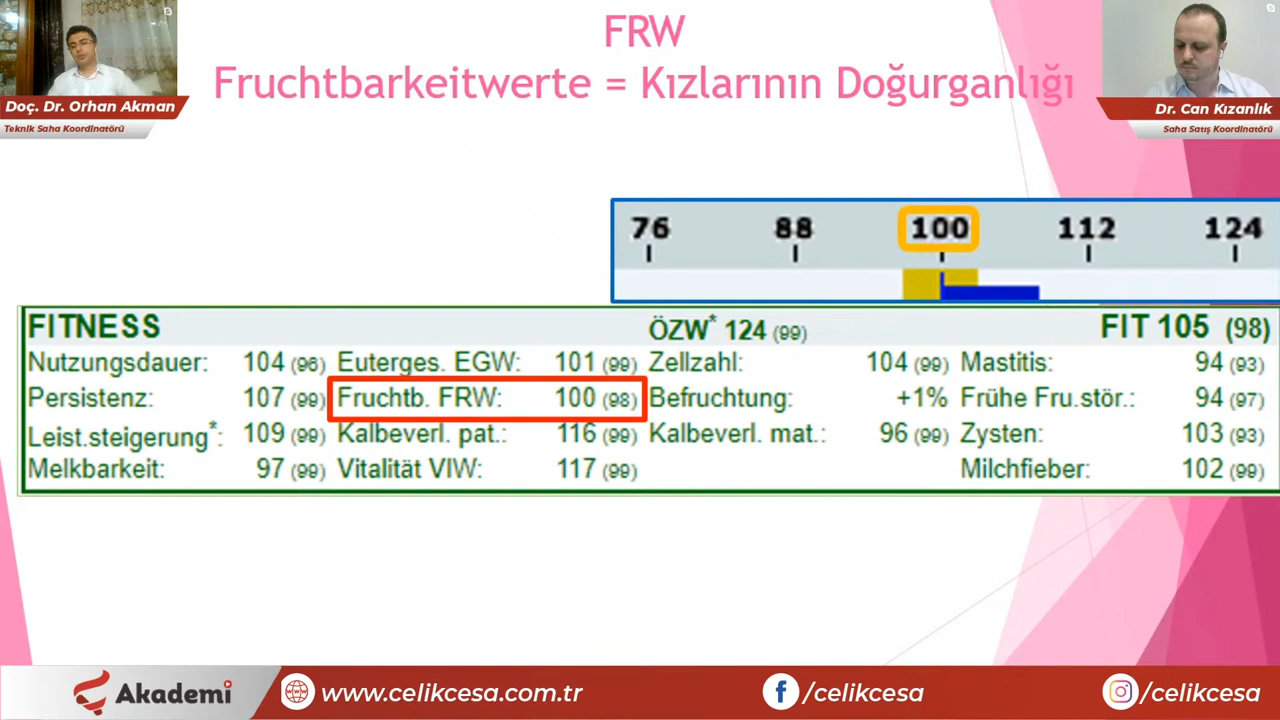 FRW
Fruchtbarkeitwerte = Kızlarının Doğurganlığı
Doç. Dr. Orhan Akman
Teknik Saha Koordinatörü
Dr. Can Kızanlık
Saha Satış Koordinatörü
76 88 100 112 124
FITNESS ÖZW* 124 (99) FIT 105 (98)
Nutzungsdauer: 104 (96) Euterges. EGW: 101 (99) Zellzahl: 104 (99) Mastitis: 94 (93)
Persistenz: 107 (99) Fruchtb. FRW: 100 (98) Befruchtung: +1% Frühe Fru.stör.: 94 (97)
Leist.steigerung*: 109 (99) Kalbeverl. pat.: 116 (99) Kalbeverl. mat.: 96 (99) Zysten: 103 (93)
Melkbarkeit: 97 (99) Vitalität VIW: 117 (99) Milchfieber: 102 (99)
Akademi www.celikcesa.com.tr /celikcesa /celikcesa